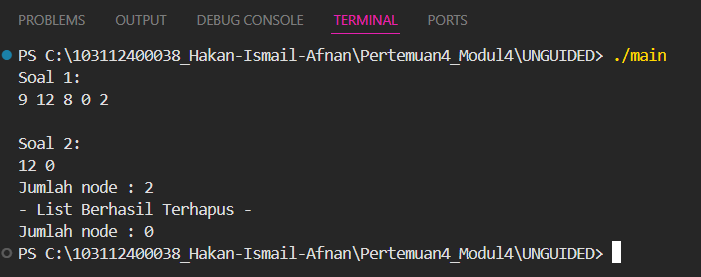 PROBLEMS OUTPUT DEBUG CONSOLE TERMINAL PORTS
PS C:\103112400038_Hakan-Ismail-Afnan\Pertemuan4_Modul4\UNGUIDED> ./main
Soal 1:
9 12 8 0 2
Soal 2:
12 0
Jumlah node : 2
- List Berhasil Terhapus -
Jumlah node : 0
PS C:\103112400038_Hakan-Ismail-Afnan\Pertemuan4_Modul4\UNGUIDED>